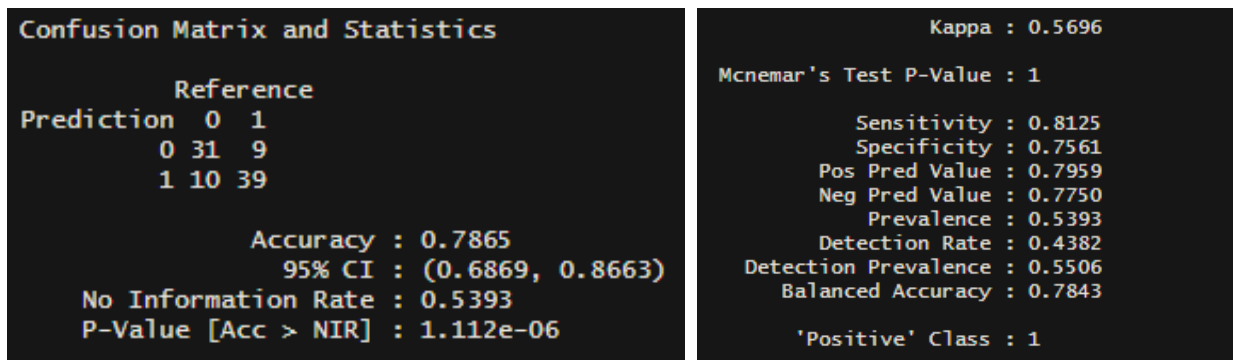 Confusion Matrix and Statistics
Reference
Prediction 0 1
0 31 9
1 10 39
Accuracy : 0.7865
95% CI : (0.6869, 0.8663)
No Information Rate : 0.5393
P-Value [Acc > NIR] : 1.112e-06
Kappa : 0.5696
Mcnemar's Test P-Value : 1
Sensitivity : 0.8125
Specificity : 0.7561
Pos Pred Value : 0.7959
Neg Pred Value : 0.7750
Prevalence : 0.5393
Detection Rate : 0.4382
Detection Prevalence : 0.5506
Balanced Accuracy : 0.7843
'Positive' Class : 1